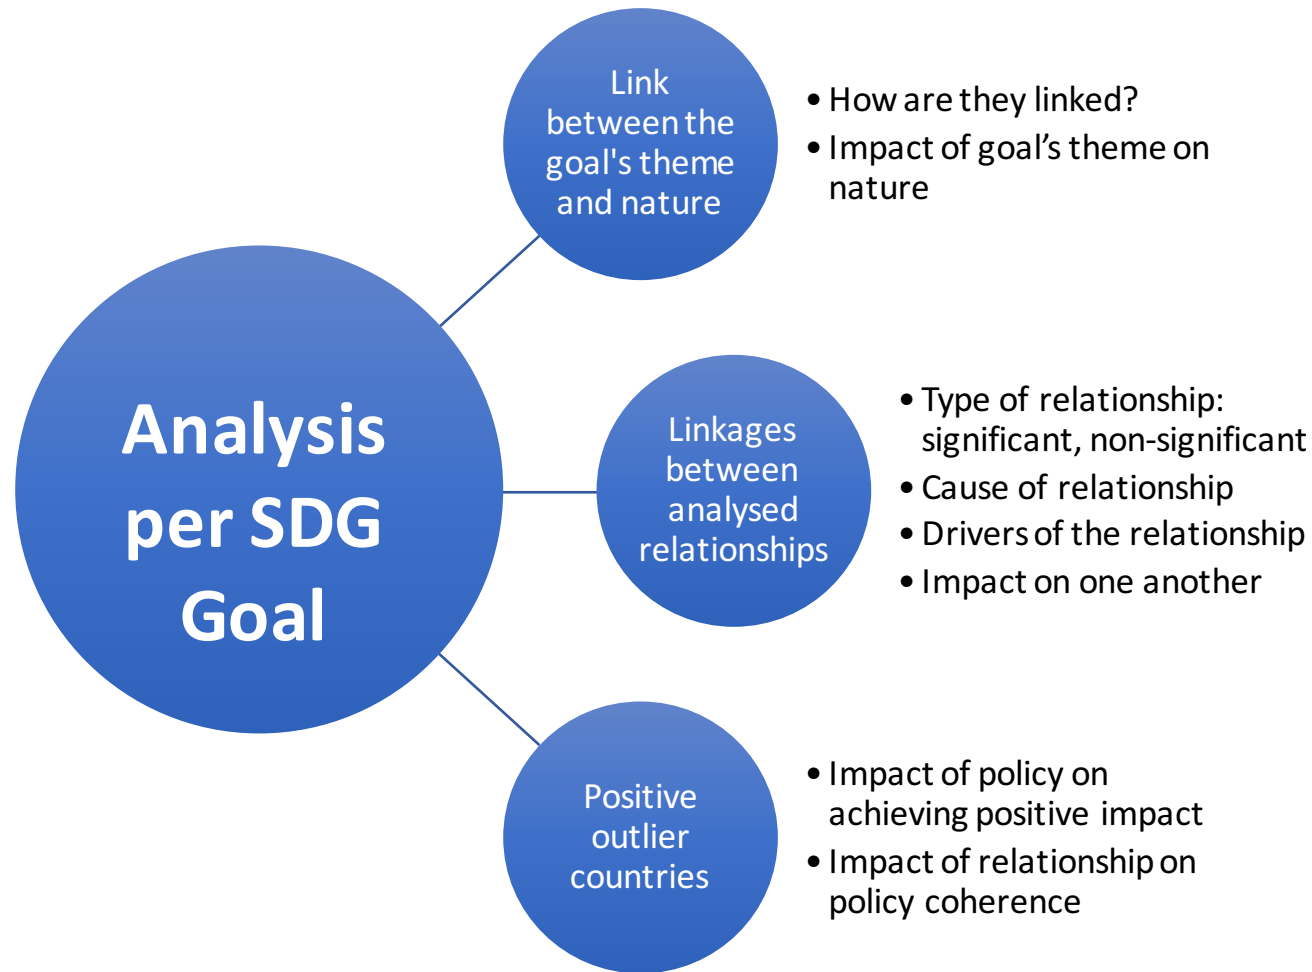 Analysis
per SDG
Goal
Link
between the
goal's theme
and nature
• How are they linked?
• Impact of goal’s theme on
nature
Linkages
between
analysed
relationships
• Type of relationship:
significant, non-significant
• Cause of relationship
• Drivers of the relationship
• Impact on one another
Positive
outlier
countries
• Impact of policy on
achieving positive impact
• Impact of relationship on
policy coherence